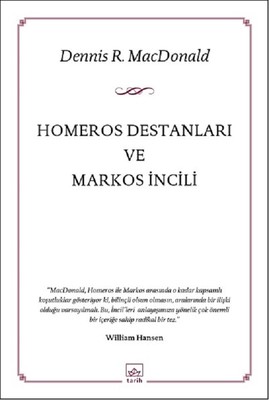 Dennis R. MacDonald
HOMEROS DESTANLARI
VE
MARKOS İNCİLİ
"MacDonald, Homeros ile Markos arasında o kadar kapsamlı
koşutluklar gösteriyor ki, bilinçli olsun olmasın, aralarında bir ilişki
olduğu varsayılmalı. Bu, İncil'leri anlayışımıza yönelik çok önemli
bir içeriğe sahip radikal bir tez."
William Hansen
tarih